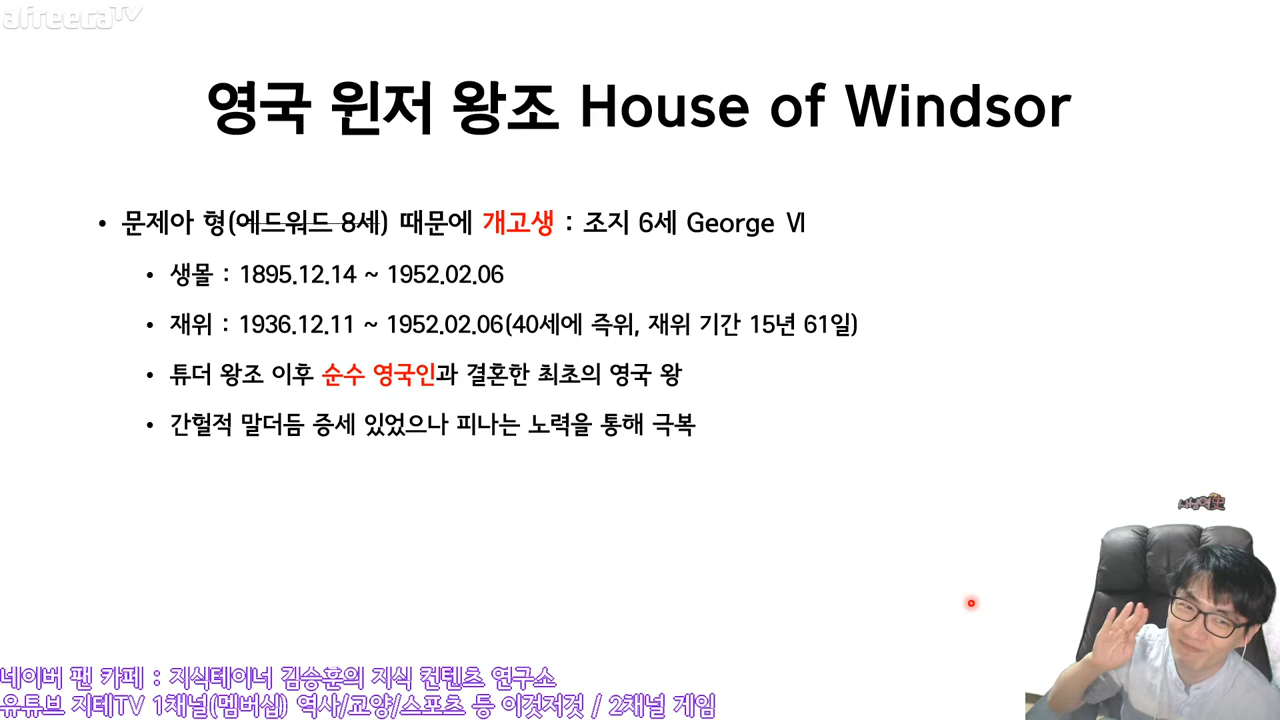 afreecaTV
영국 윈저 왕조 House of Windsor
• 문제아 형(에드워드 8세) 때문에 개고생 : 조지 6세 George Ⅵ
• 생몰 : 1895.12.14 ~ 1952.02.06
• 재위 : 1936.12.11 ~ 1952.02.06(40세에 즉위, 재위 기간 15년 61일)
• 튜더 왕조 이후 순수 영국인과 결혼한 최초의 영국 왕
• 간헐적 말더듬 증세 있었으나 피나는 노력을 통해 극복
네이버 팬 카페 : 지식테이너 김승훈의 지식 컨텐츠 연구소
유튜브 지테TV 1채널(멤버십) 역사/교양/스포츠 등 이것저것 / 2채널 게임